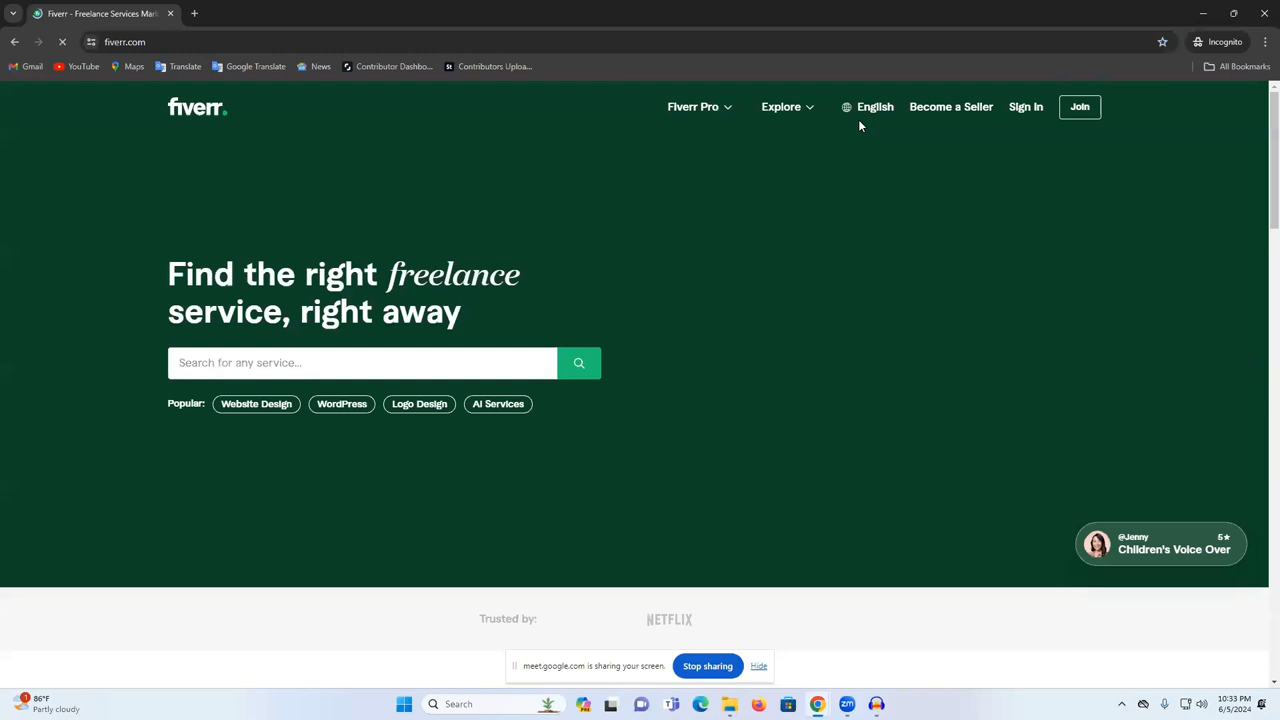 Fiverr - Freelance Services Mar
fiverr.com
Incognito
Gmail
YouTube
Maps
Translate
Google Translate
News
Contributor Dashbo...
Contributors Uploa...
All Bookmarks
fiverr.
Fiverr Pro
Explore
English
Become a Seller
Sign In
Join
Find the right freelance
service, right away
Search for any service...
Popular:
Website Design
WordPress
Logo Design
AI Services
@Jenny
5★
Children's Voice Over
Trusted by:
NETFLIX
meet.google.com is sharing your screen.
Stop sharing
Hide
1
86°F
Partly cloudy
Search
zm
10:33 PM
6/5/2024